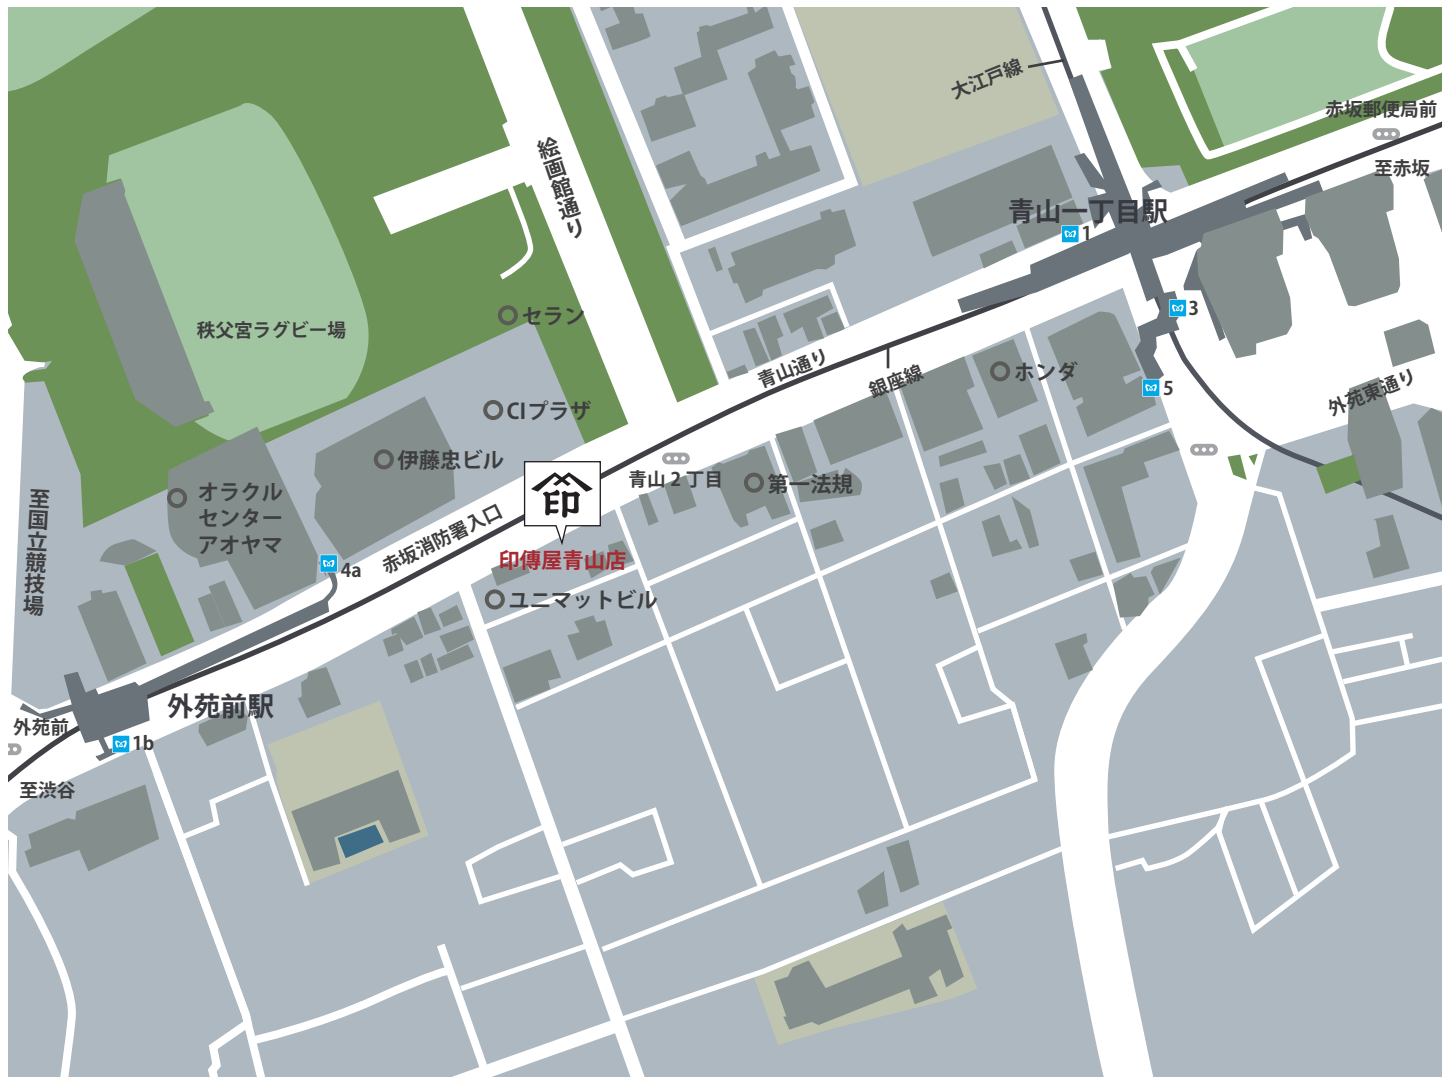 大江戸線
赤坂郵便局前
至赤坂
絵画館通り
青山一丁目駅
1
セラン
3
秩父宮ラグビー場
青山通り
銀座線
ホンダ
5
外苑東通り
CIプラザ
伊藤忠ビル
青山2丁目
第一法規
オラクル
センター
アオヤマ
至国立競技場
印
赤坂消防署入口
印傳屋青山店
4a
ユニマットビル
外苑前駅
外苑前
1b
至渋谷